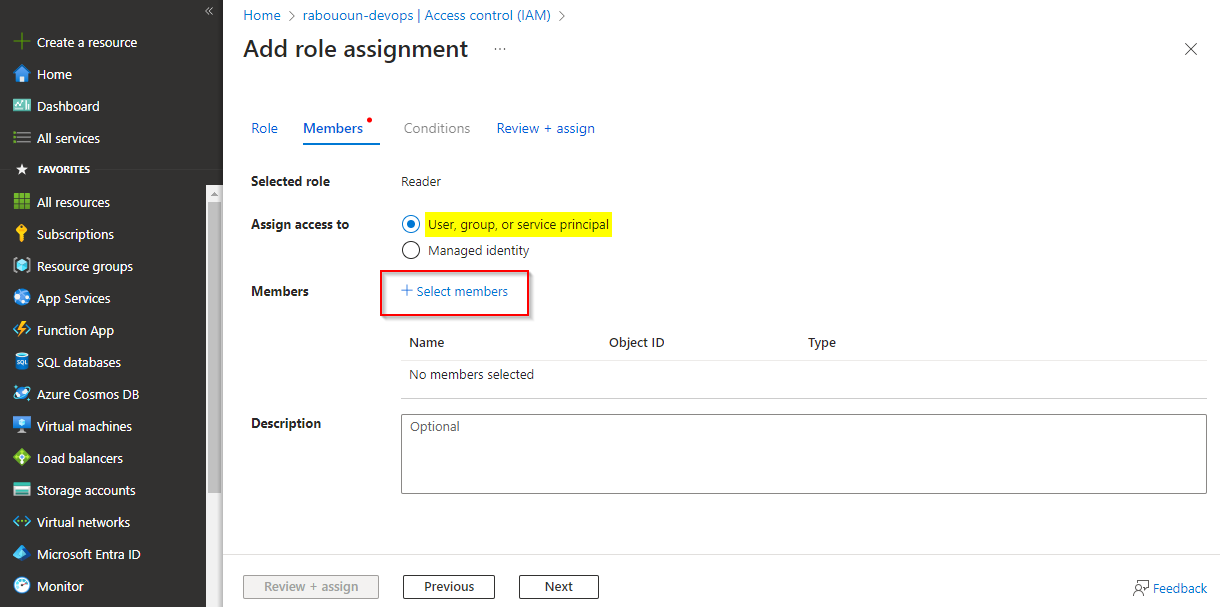 «
Create a resource
Home
Dashboard
All services
FAVORITES
All resources
Subscriptions
Resource groups
App Services
Function App
SQL databases
Azure Cosmos DB
Virtual machines
Load balancers
Storage accounts
Virtual networks
Microsoft Entra ID
Monitor
Home > rabououn-devops | Access control (IAM) >
Add role assignment ...
Role Members Conditions Review + assign
Selected role Reader
Assign access to User, group, or service principal
Managed identity
Members + Select members
Name Object ID Type
No members selected
Description Optional
Review + assign Previous Next
Feedback